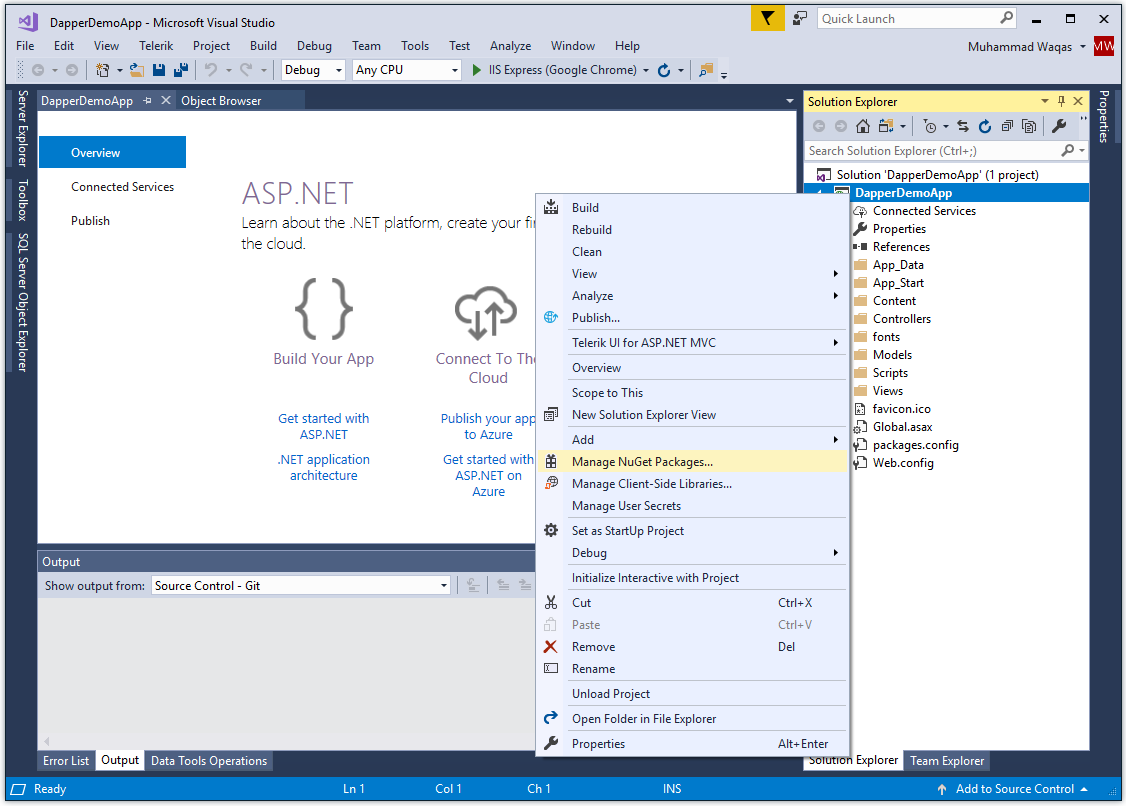 DapperDemoApp - Microsoft Visual Studio
Quick Launch
File Edit View Telerik Project Build Debug Team Tools Test Analyze Window Help
Muhammad Waqas
MW
Debug
Any CPU
IIS Express (Google Chrome)
Server Explorer
Toolbox
SQL Server Object Explorer
DapperDemoApp
Object Browser
Overview
Connected Services
Publish
ASP.NET
Learn about the .NET platform, create your fi
the cloud.
Build Your App
Connect To The
Cloud
Get started with
ASP.NET
.NET application
architecture
Publish your app
to Azure
Get started with
ASP.NET on
Azure
Output
Show output from:
Source Control - Git
Error List
Output
Data Tools Operations
Build
Rebuild
Clean
View
Analyze
Publish...
Telerik UI for ASP.NET MVC
Overview
Scope to This
New Solution Explorer View
Add
Manage NuGet Packages...
Manage Client-Side Libraries...
Manage User Secrets
Set as StartUp Project
Debug
Initialize Interactive with Project
Cut Ctrl+X
Paste Ctrl+V
Remove Del
Rename
Unload Project
Open Folder in File Explorer
Properties Alt+Enter
Solution Explorer
Search Solution Explorer (Ctrl+;)
Solution 'DapperDemoApp' (1 project)
DapperDemoApp
Connected Services
Properties
References
App_Data
App_Start
Content
Controllers
fonts
Models
Scripts
Views
favicon.ico
Global.asax
packages.config
Web.config
Solution Explorer
Team Explorer
Properties
Ready
Ln 1
Col 1
Ch 1
INS
Add to Source Control